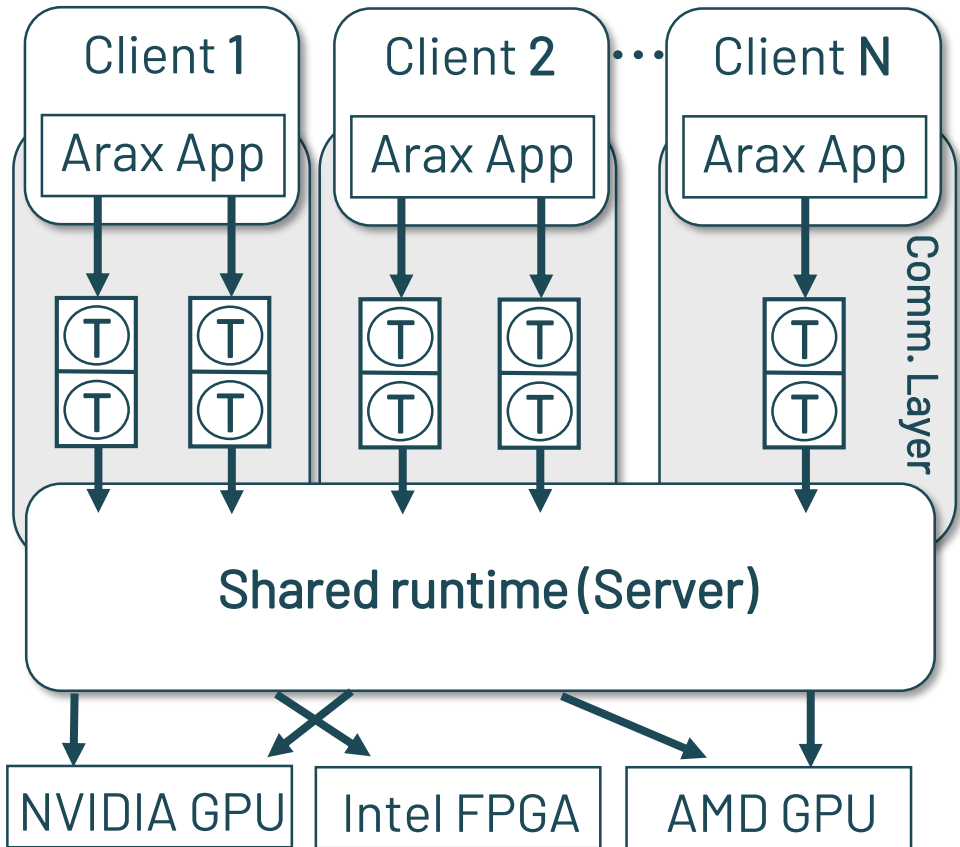 Client 1
Client 2
...
Client N
Arax App
Arax App
Arax App
Comm. Layer
T
T
T
T
T
T
T
T
T
T
Shared runtime (Server)
NVIDIA GPU
Intel FPGA
AMD GPU